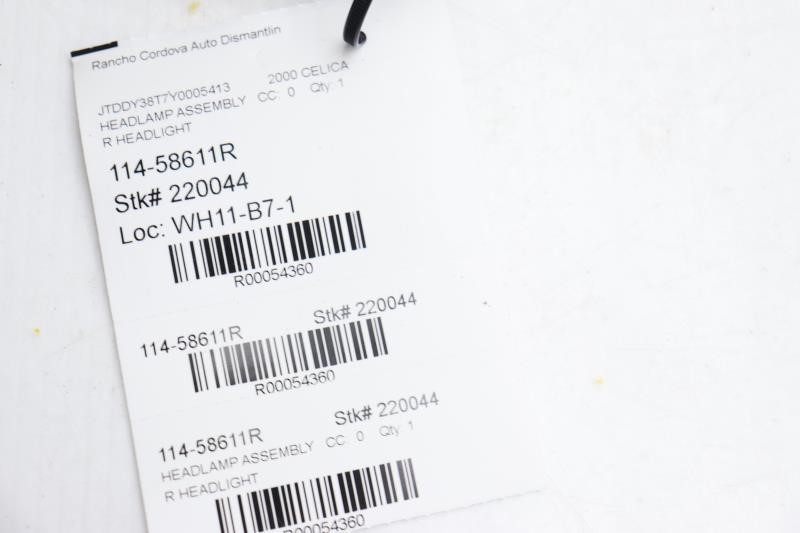 Rancho Cordova Auto Dismantlin
JTDDY38T7Y0005413 2000 CELICA
HEADLAMP ASSEMBLY CC: 0 Qty: 1
R HEADLIGHT
114-58611R
Stk# 220044
Loc: WH11-B7-1
R00054360
114-58611R Stk# 220044
R00054360
114-58611R Stk# 220044
HEADLAMP ASSEMBLY CC: 0 Qty: 1
R HEADLIGHT
R00054360